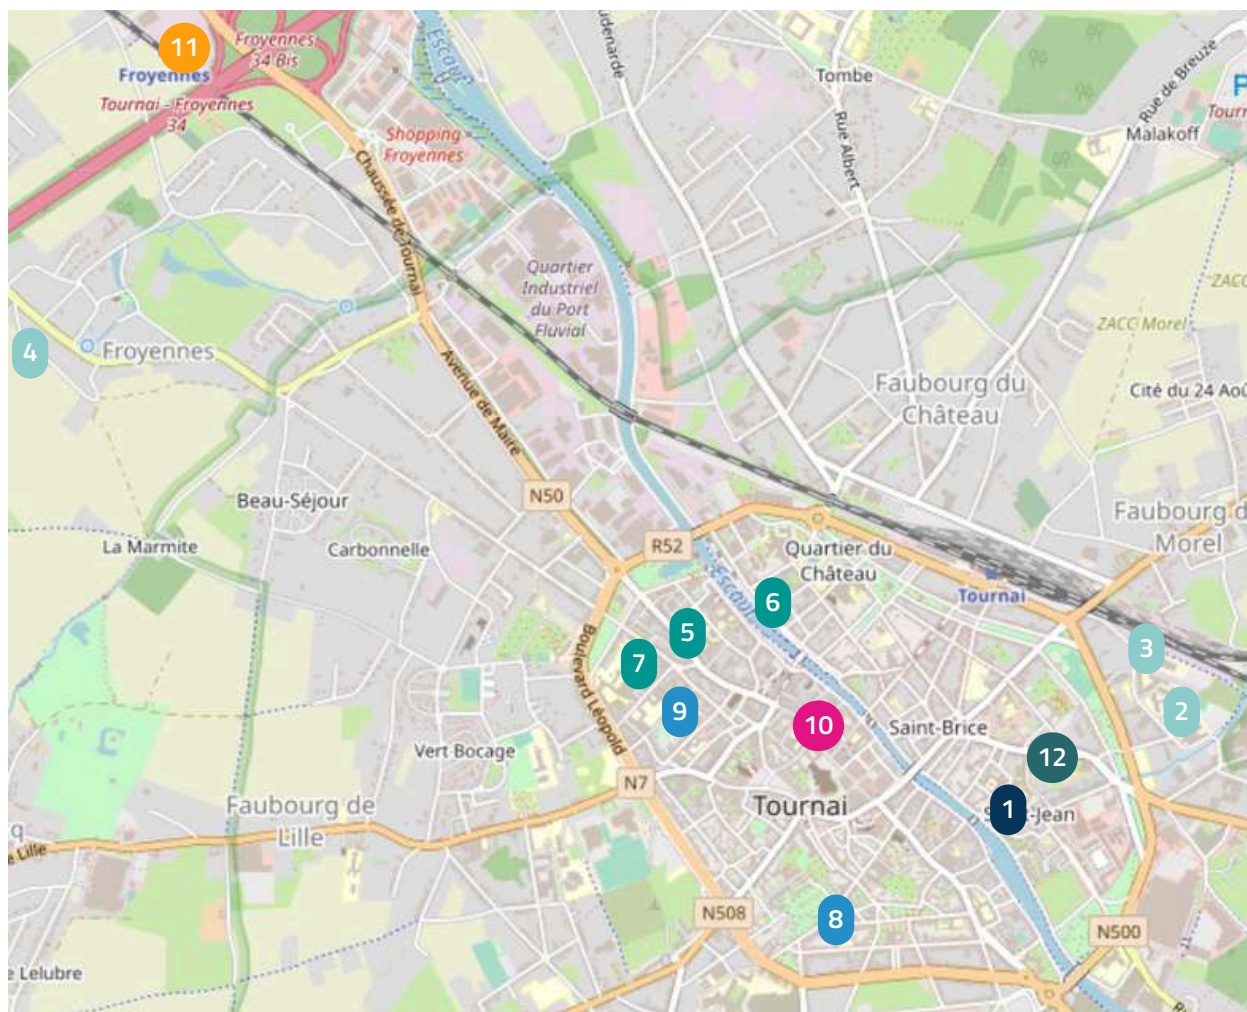 11
Froyennes
Froyennes
34 Bis
Tournai - Froyennes
34
Shopping
Froyennes
Escaut
Chaussée de Tournai
Tombe
Rue Albert
Rue de Breuze
Malakoff
P
Quartier
Industriel
du Port
Fluvial
ZACC Morel
4
Froyennes
Avenue de Maire
Faubourg du
Château
Cité du 24 Aoû
Beau-Séjour
N50
La Marmite
Carbonnelle
R52
Quartier du
Château
Faubourg d
Morel
Tournai
Escaut
6
5
7
3
9
2
10
Boulevard Léopold
Saint-Brice
Vert Bocage
12
N7
Tournai
1
-Jean
Faubourg de
Lille
e Lille
N508
8
N500
e Lelubre